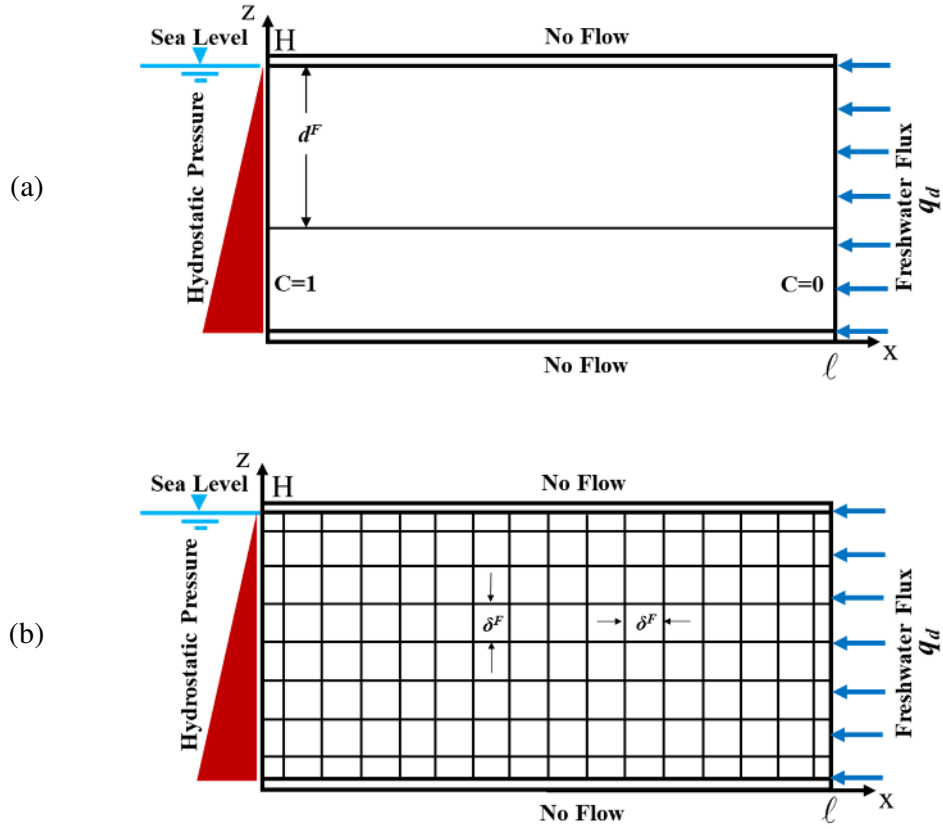 (a)
z
H
Sea Level
No Flow
Hydrostatic Pressure
d^F
C=1
C=0
Freshwater Flux
q_d
No Flow
x
ℓ
(b)
z
H
Sea Level
No Flow
Hydrostatic Pressure
δ^F
δ^F
Freshwater Flux
q_d
No Flow
x
ℓ